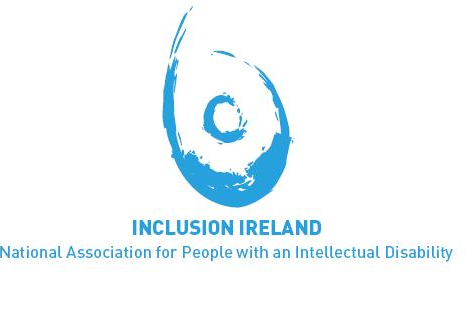 INCLUSION IRELAND
National Association for People with an Intellectual Disability